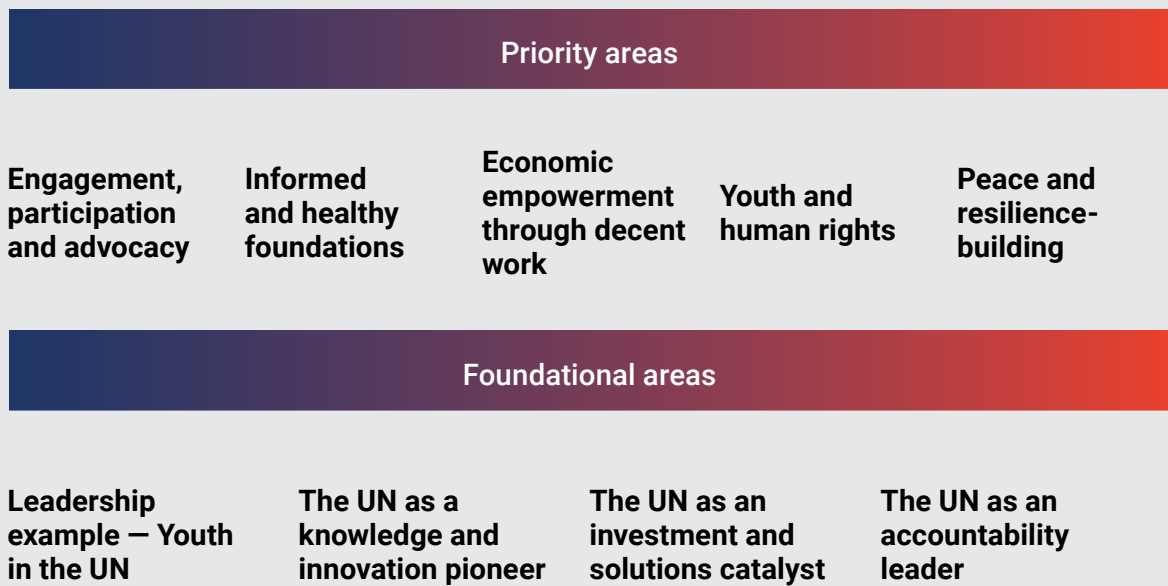 Priority areas
Engagement,
participation
and advocacy
Informed
and healthy
foundations
Economic
empowerment
through decent
work
Youth and
human rights
Peace and
resilience-
building
Foundational areas
Leadership
example — Youth
in the UN
The UN as a
knowledge and
innovation pioneer
The UN as an
investment and
solutions catalyst
The UN as an
accountability
leader